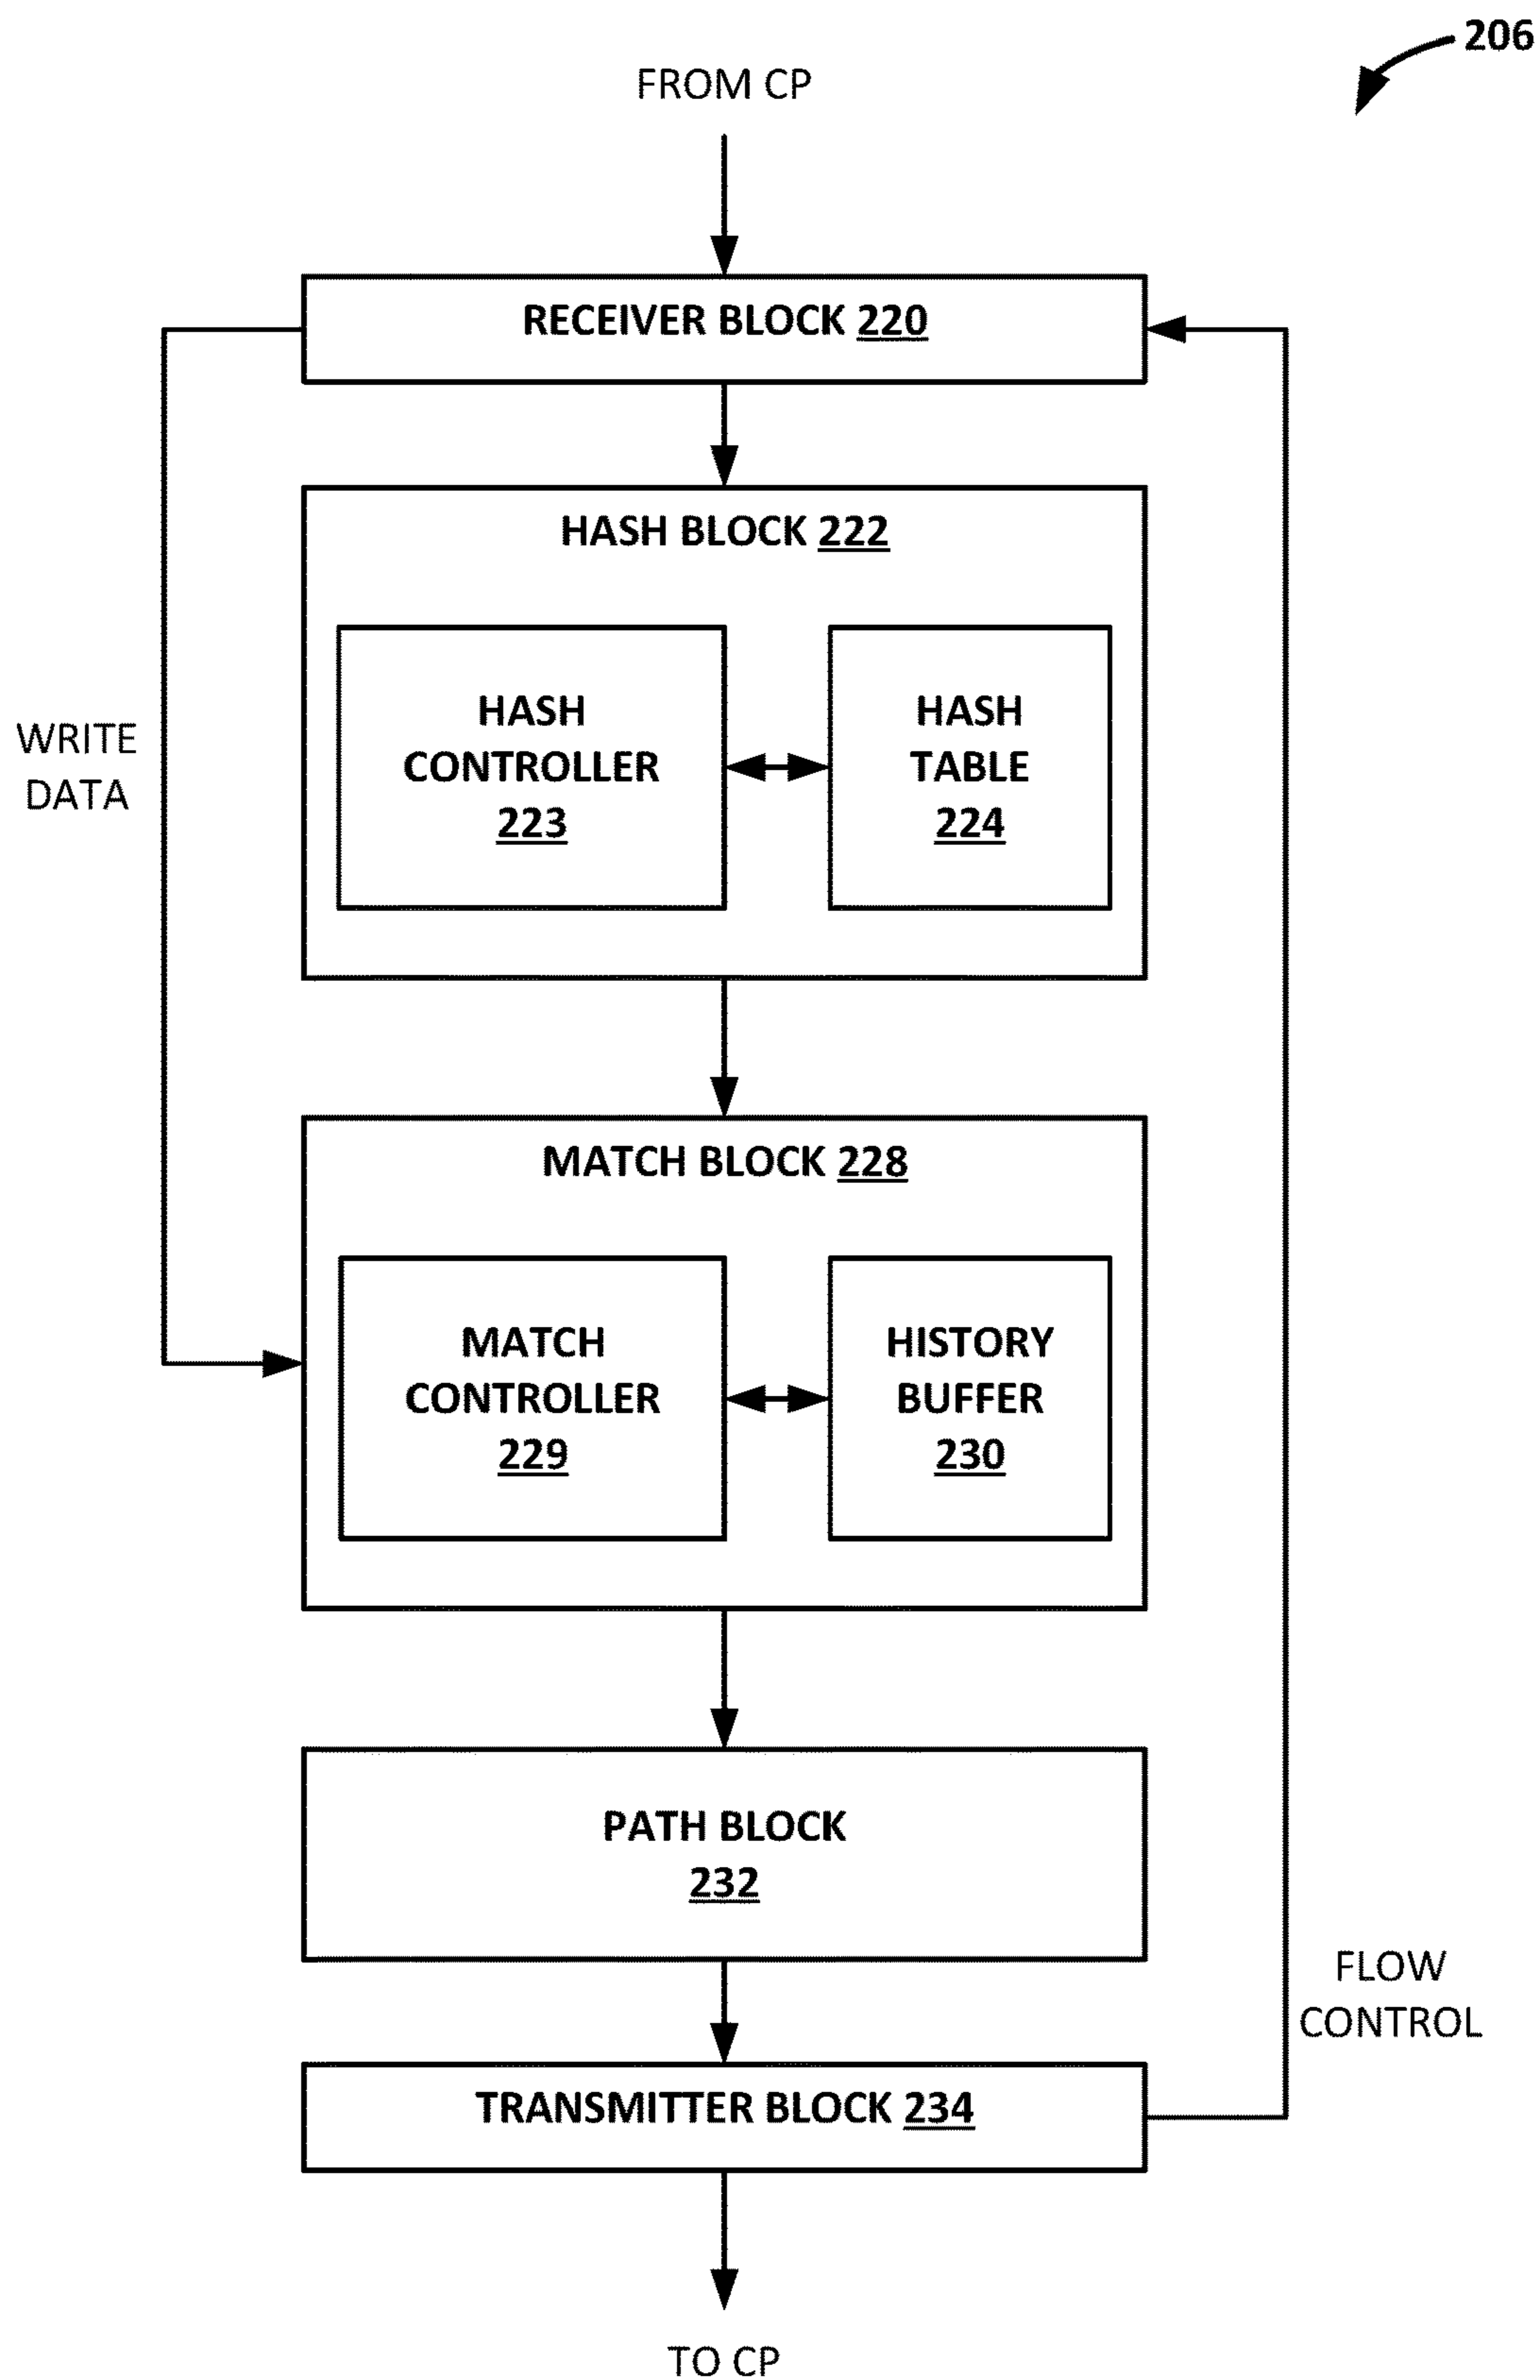 206
FROM CP
RECEIVER BLOCK 220
HASH BLOCK 222
HASH
CONTROLLER
223
HASH
TABLE
224
WRITE
DATA
MATCH BLOCK 228
MATCH
CONTROLLER
229
HISTORY
BUFFER
230
PATH BLOCK
232
FLOW
CONTROL
TRANSMITTER BLOCK 234
TO CP